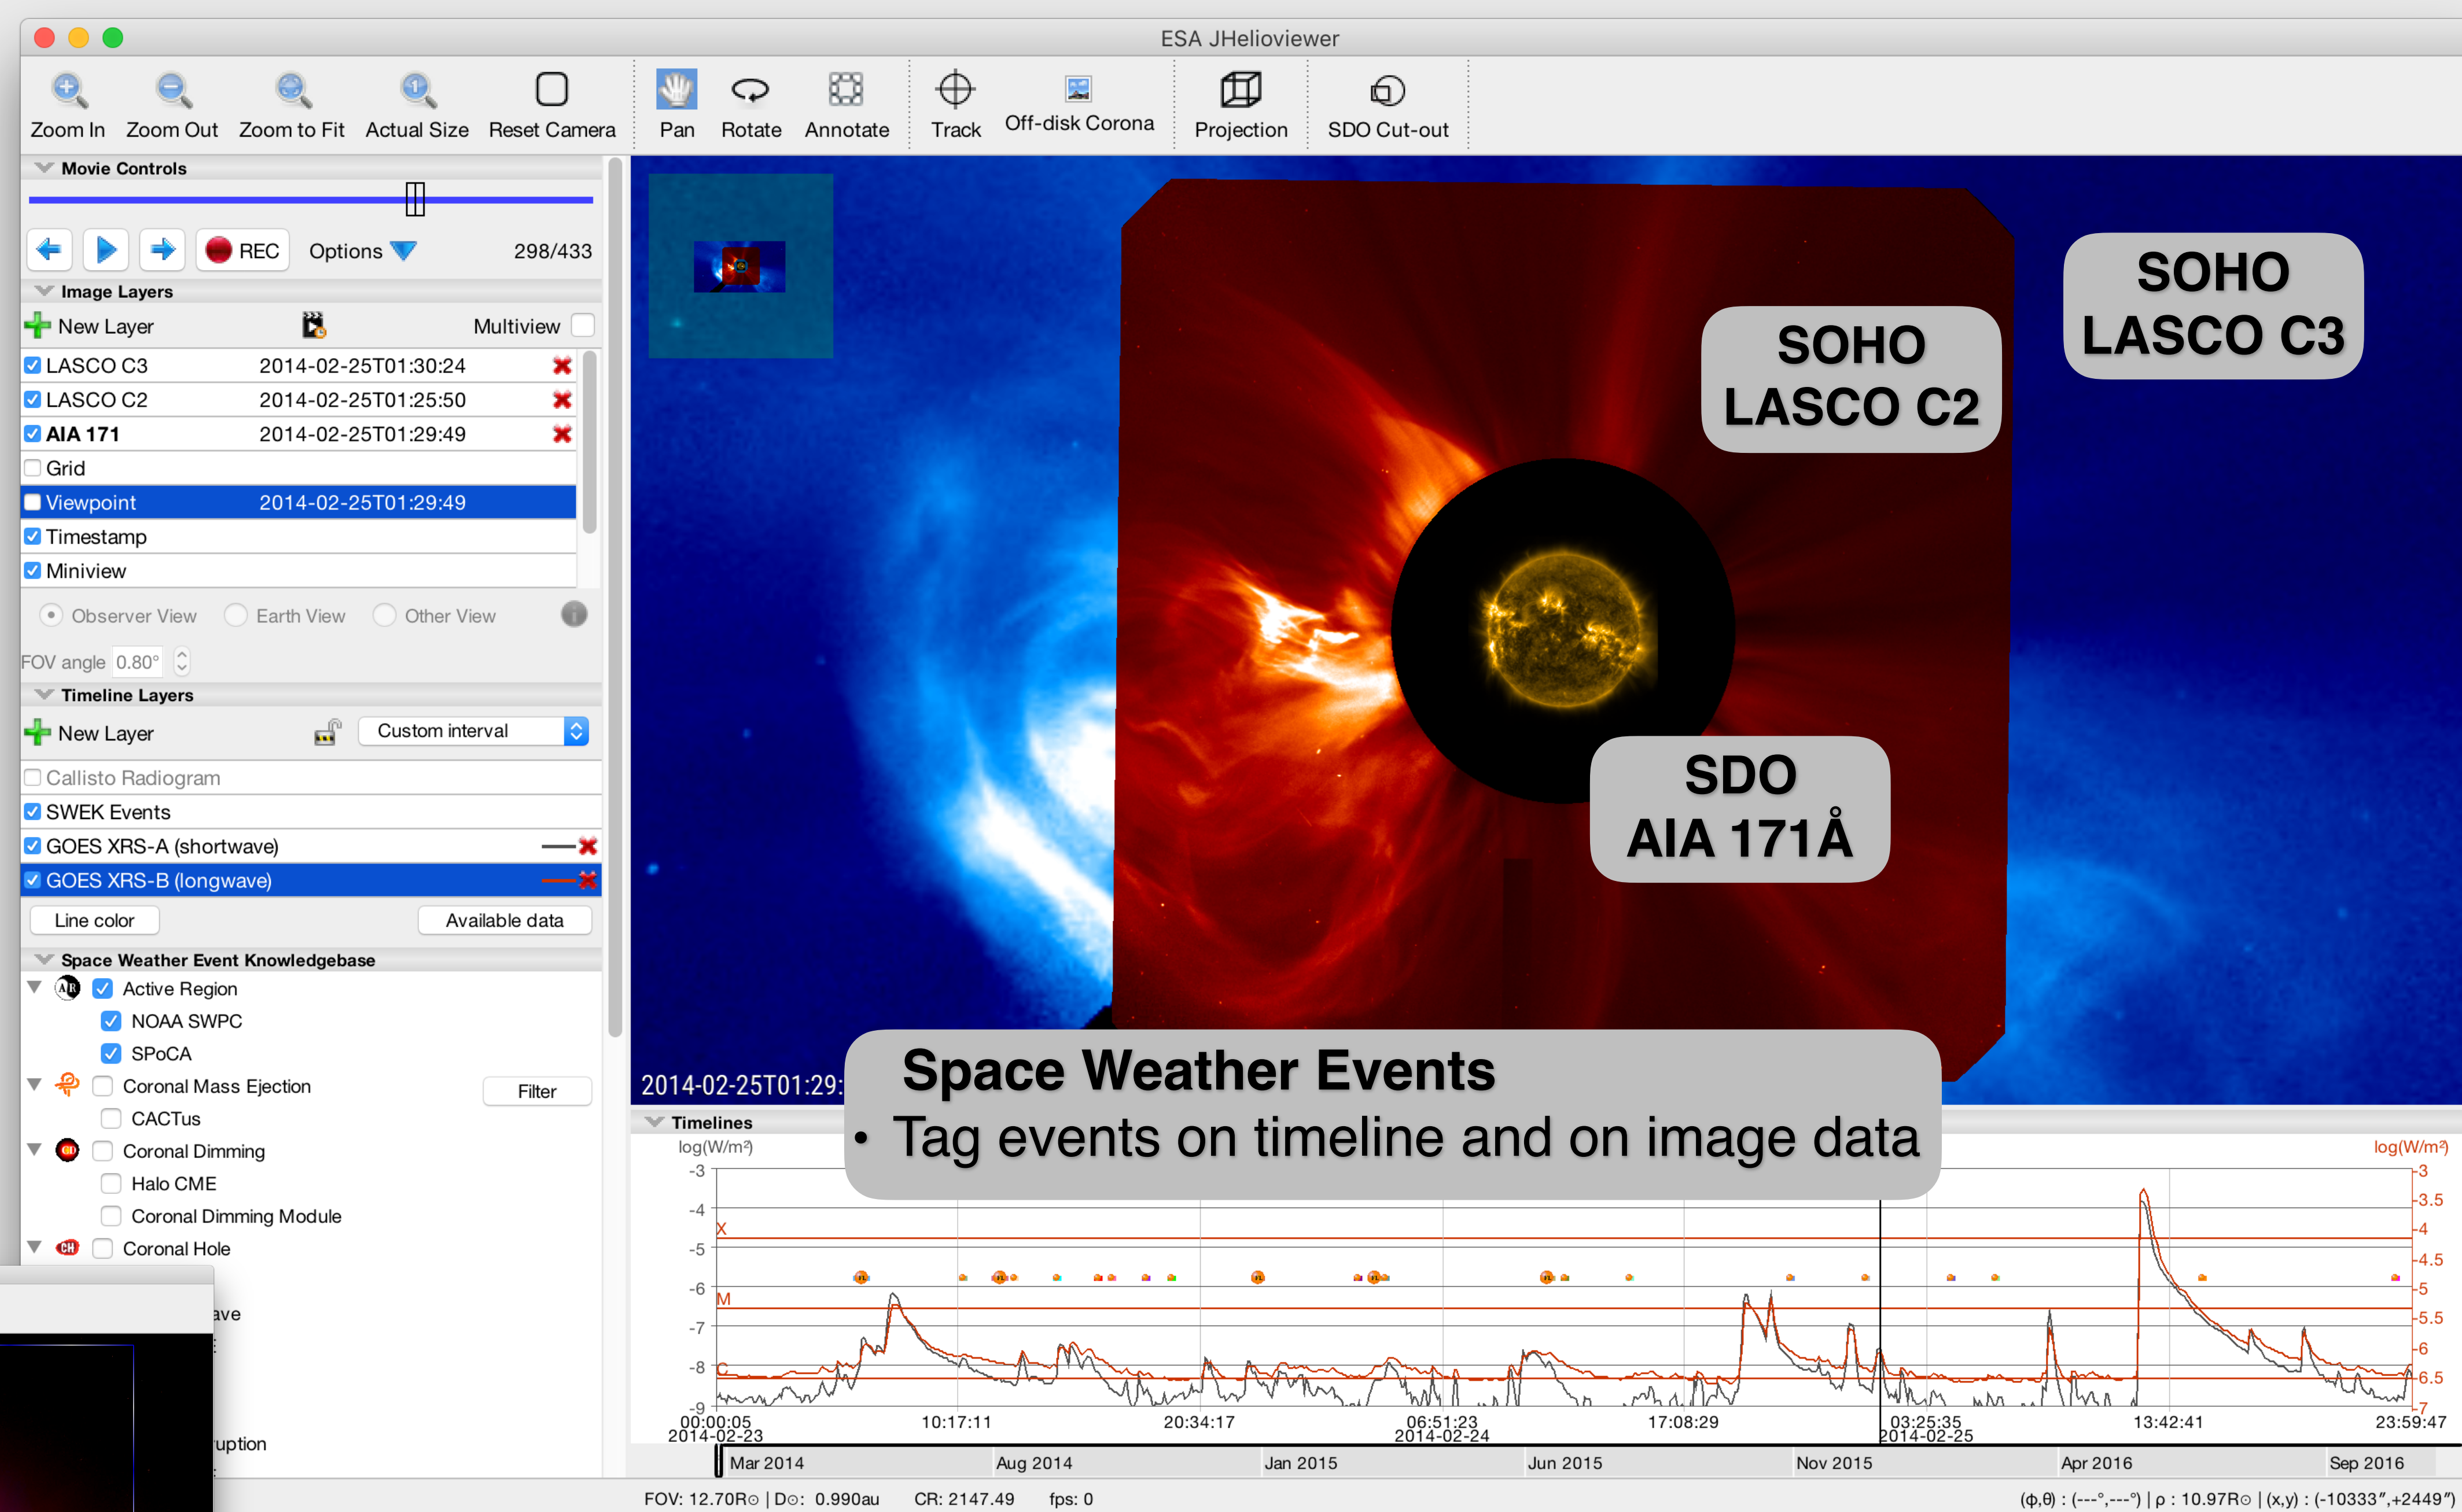 ESA JHelioviewer
Zoom In Zoom Out Zoom to Fit Actual Size Reset Camera Pan Rotate Annotate Track Off-disk Corona Projection SDO Cut-out
Movie Controls
REC Options 298/433
Image Layers
New Layer Multiview
LASCO C3 2014-02-25T01:30:24
LASCO C2 2014-02-25T01:25:50
AIA 171 2014-02-25T01:29:49
Grid
Viewpoint 2014-02-25T01:29:49
Timestamp
Miniview
Observer View Earth View Other View
FOV angle 0.80°
Timeline Layers
New Layer Custom interval
Callisto Radiogram
SWEK Events
GOES XRS-A (shortwave)
GOES XRS-B (longwave)
Line color Available data
Space Weather Event Knowledgebase
AR Active Region
NOAA SWPC
SPoCA
Coronal Mass Ejection Filter
CACTus
Coronal Dimming
Halo CME
Coronal Dimming Module
CH Coronal Hole
ave
uption
SOHO
LASCO C3
SOHO
LASCO C2
SDO
AIA 171Å
2014-02-25T01:29:
Space Weather Events
• Tag events on timeline and on image data
Timelines
log(W/m²) log(W/m²)
-3 -3
-3.5
-4 X -4
-5 -4.5
-6 M -5
-7 -5.5
-8 C -6
-6.5
-9 -7
00:00:05 10:17:11 20:34:17 06:51:23 17:08:29 03:25:35 13:42:41 23:59:47
2014-02-23 2014-02-24 2014-02-25
Mar 2014 Aug 2014 Jan 2015 Jun 2015 Nov 2015 Apr 2016 Sep 2016
FOV: 12.70R⊙ | D⊙: 0.990au CR: 2147.49 fps: 0 (φ,θ) : (---°,---°) | ρ : 10.97R⊙ | (x,y) : (-10333″,+2449″)